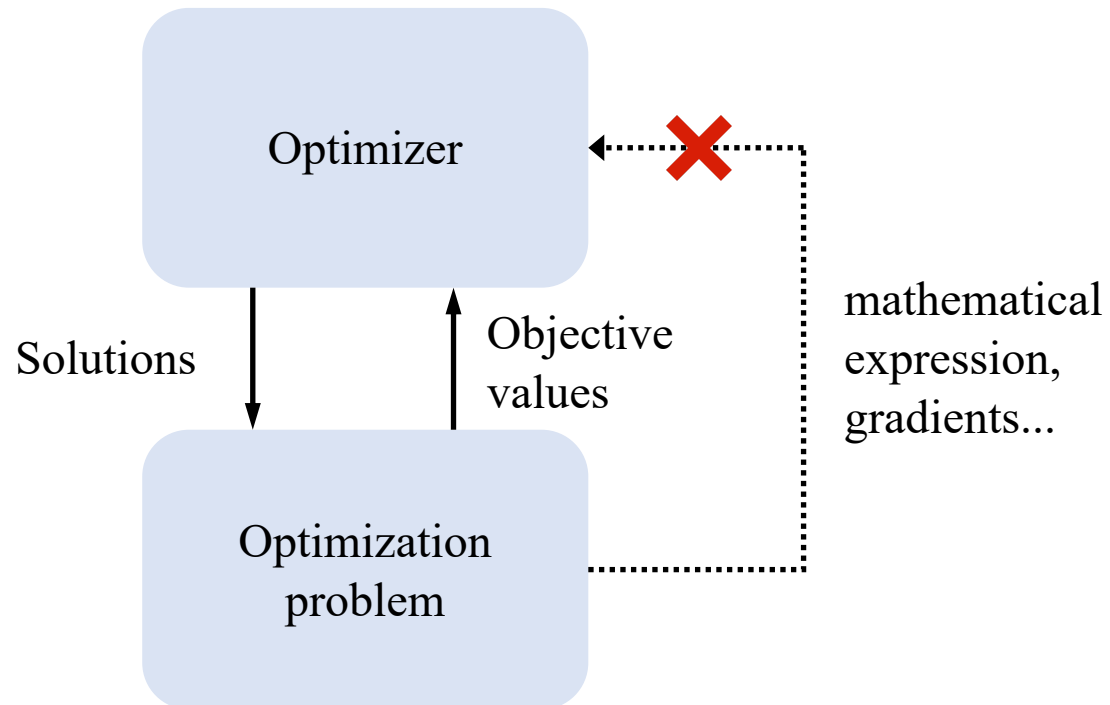 Optimizer
Solutions
Objective
values
mathematical
expression,
gradients...
Optimization
problem